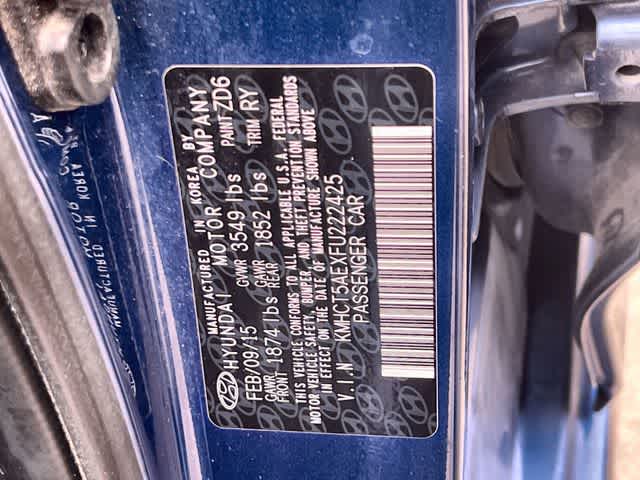 MANUFACTURED IN KOREA BY
HYUNDAI MOTOR COMPANY
FEB/09/15 GVWR 3549 lbs PAINT ZD6
GAWR FRONT 1874 lbs GAWR REAR 1852 lbs TRIM RY
THIS VEHICLE CONFORMS TO ALL APPLICABLE U.S.A. FEDERAL
MOTOR VEHICLE SAFETY, BUMPER, AND THEFT PREVENTION STANDARDS
IN EFFECT ON THE DATE OF MANUFACTURE SHOWN ABOVE
V.I.N KMHCT5AEXFU222425
PASSENGER CAR